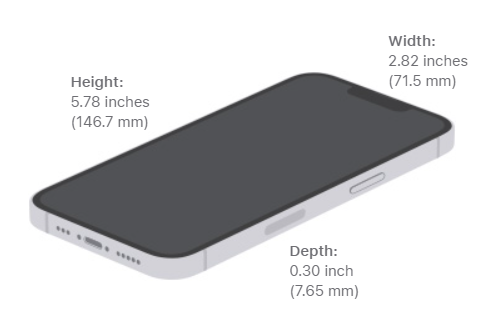 Width:
2.82 inches
(71.5 mm)
Height:
5.78 inches
(146.7 mm)
Depth:
0.30 inch
(7.65 mm)